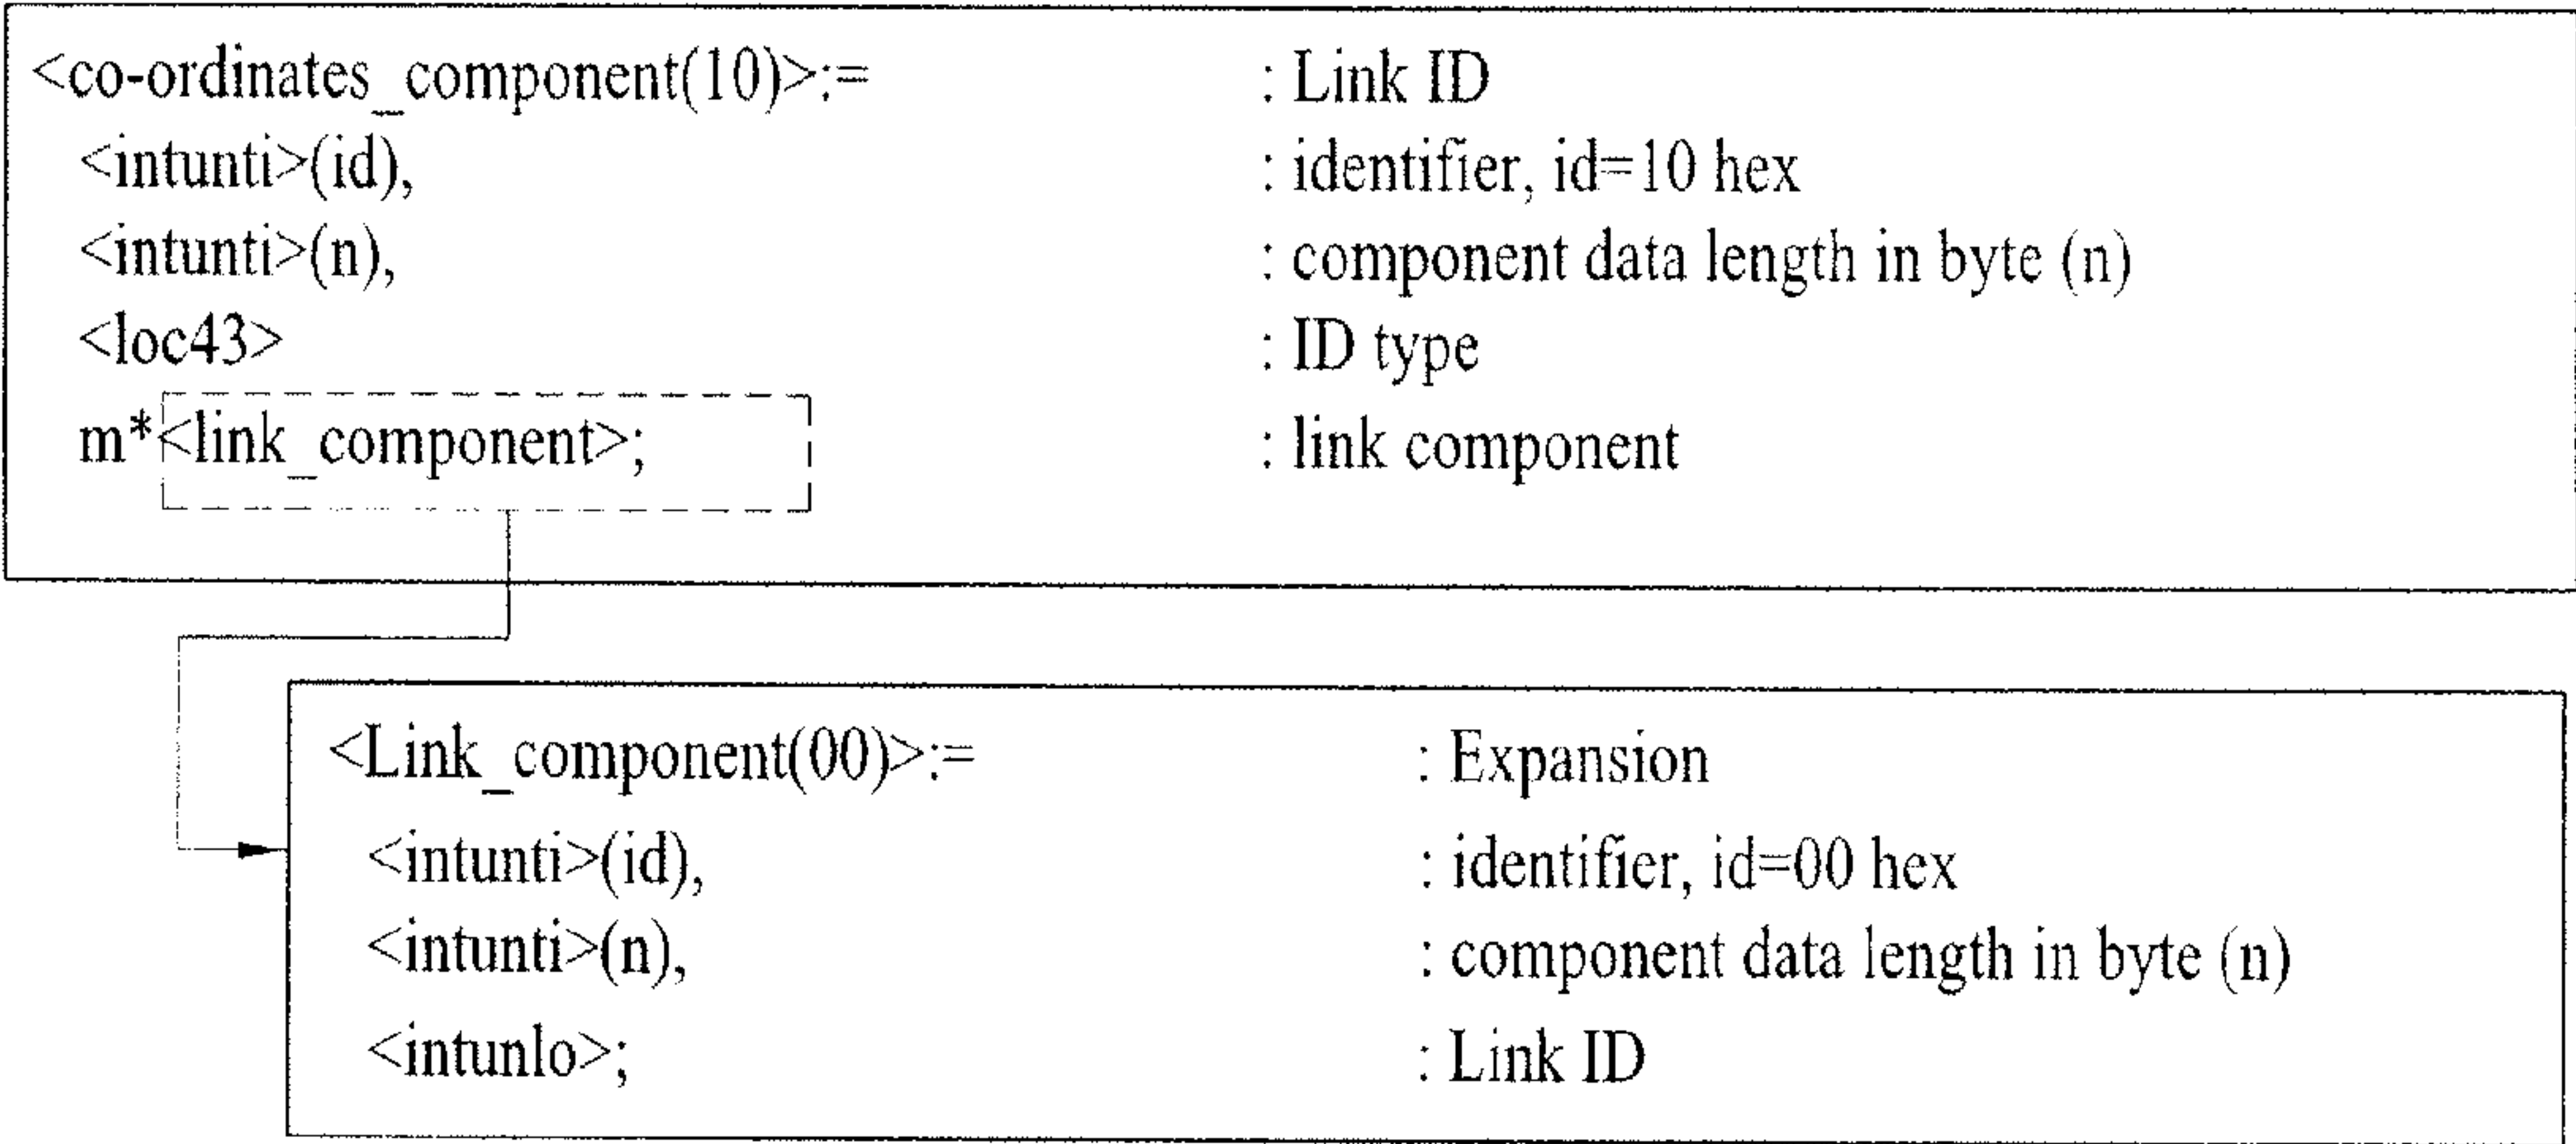 <co-ordinates_component(10)>:= : Link ID
<intunti>(id), : identifier, id=10 hex
<intunti>(n), : component data length in byte (n)
<loc43> : ID type
m*<link_component>; : link component
<Link_component(00)>:= : Expansion
<intunti>(id), : identifier, id=00 hex
<intunti>(n), : component data length in byte (n)
<intunlo>; : Link ID